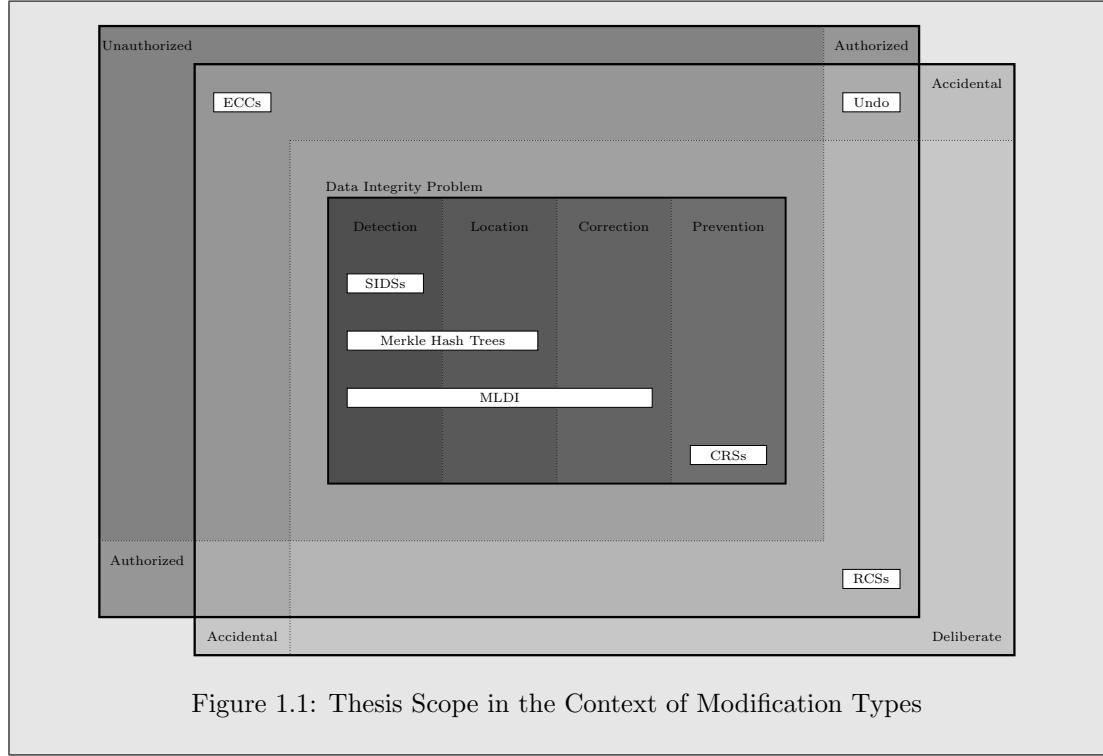 Unauthorized
Authorized
Accidental
ECCs
Undo
Data Integrity Problem
Detection
Location
Correction
Prevention
SIDSs
Merkle Hash Trees
MLDI
CRSs
Authorized
RCSs
Accidental
Deliberate
Figure 1.1: Thesis Scope in the Context of Modification Types